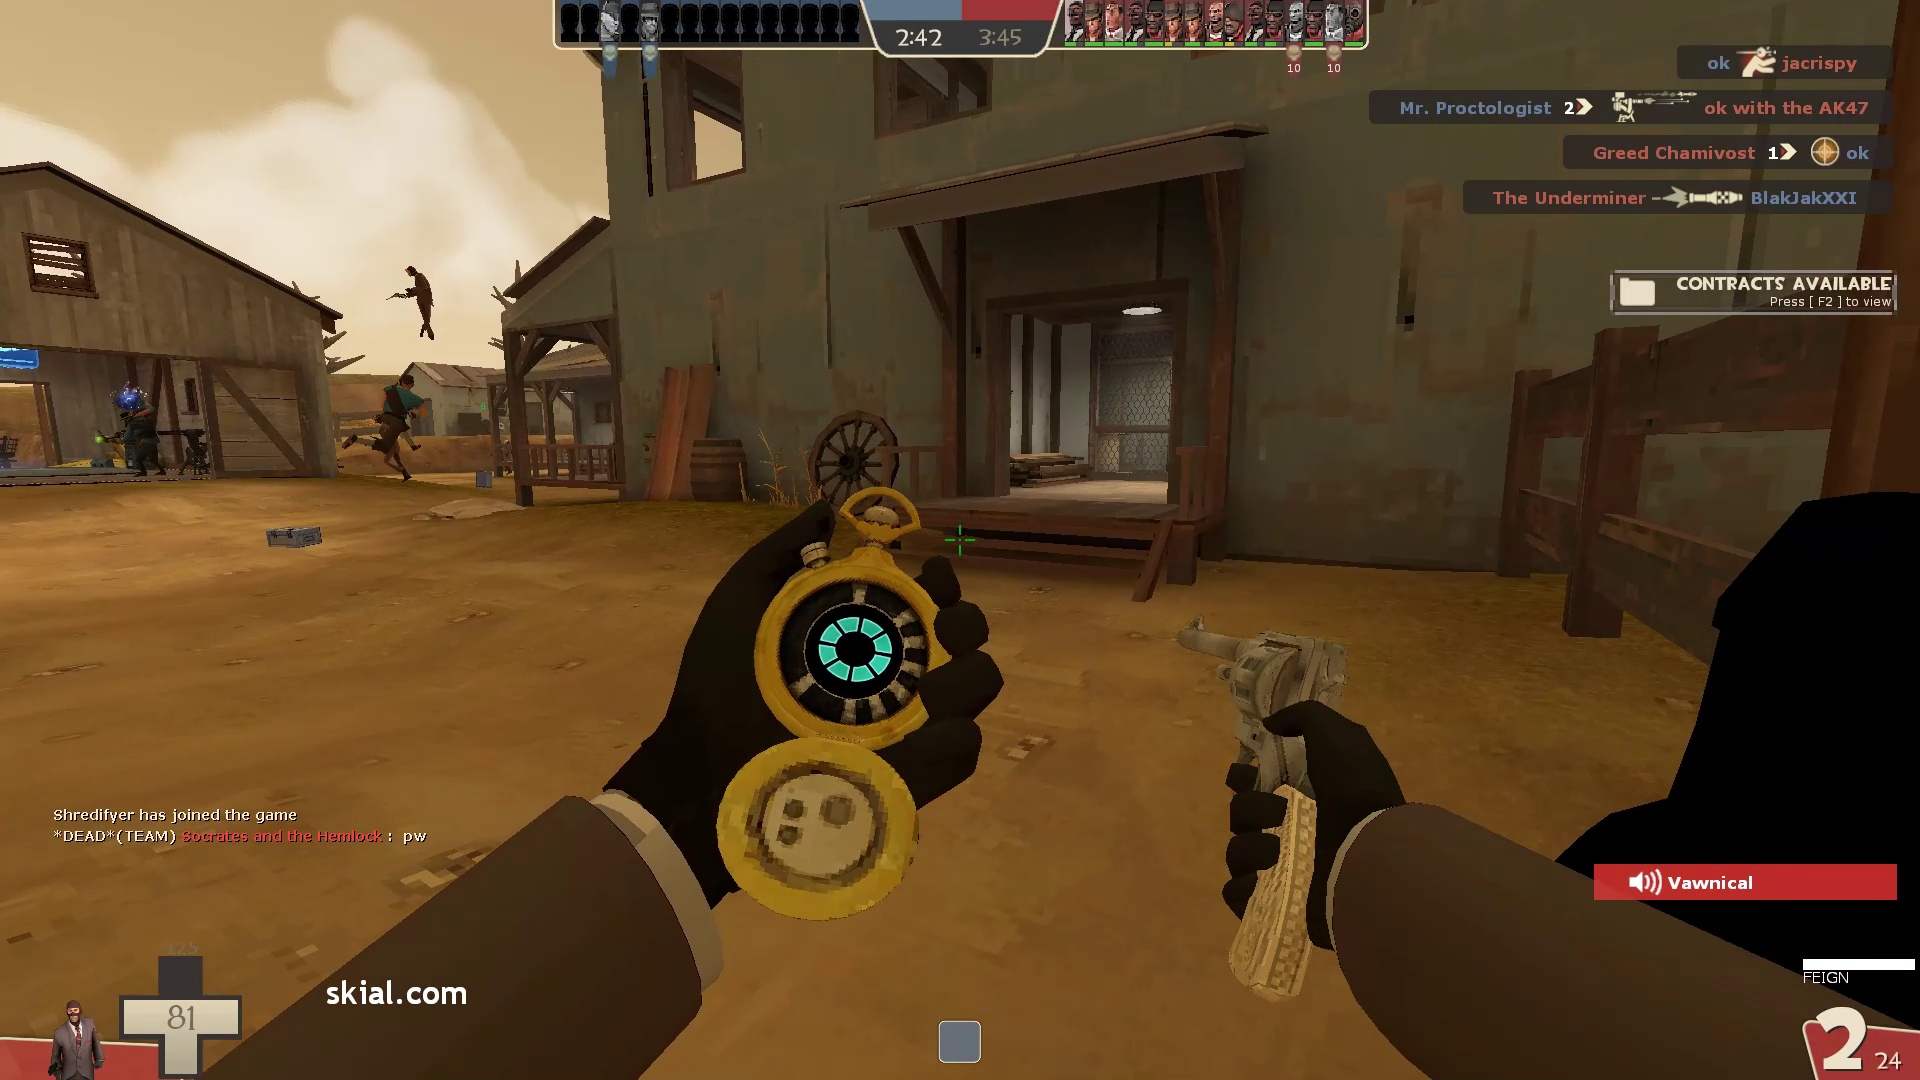 2:42 3:45
10 10
ok jacrispy
Mr. Proctologist 2 ok with the AK47
Greed Chamivost 1 ok
The Underminer BlakJakXXI
CONTRACTS AVAILABLE
Press [ F2 ] to view
Shredifyer has joined the game
*DEAD*(TEAM) Socrates and the Hemlock : pw
Vawnical
125
81
skial.com
FEIGN
2 24